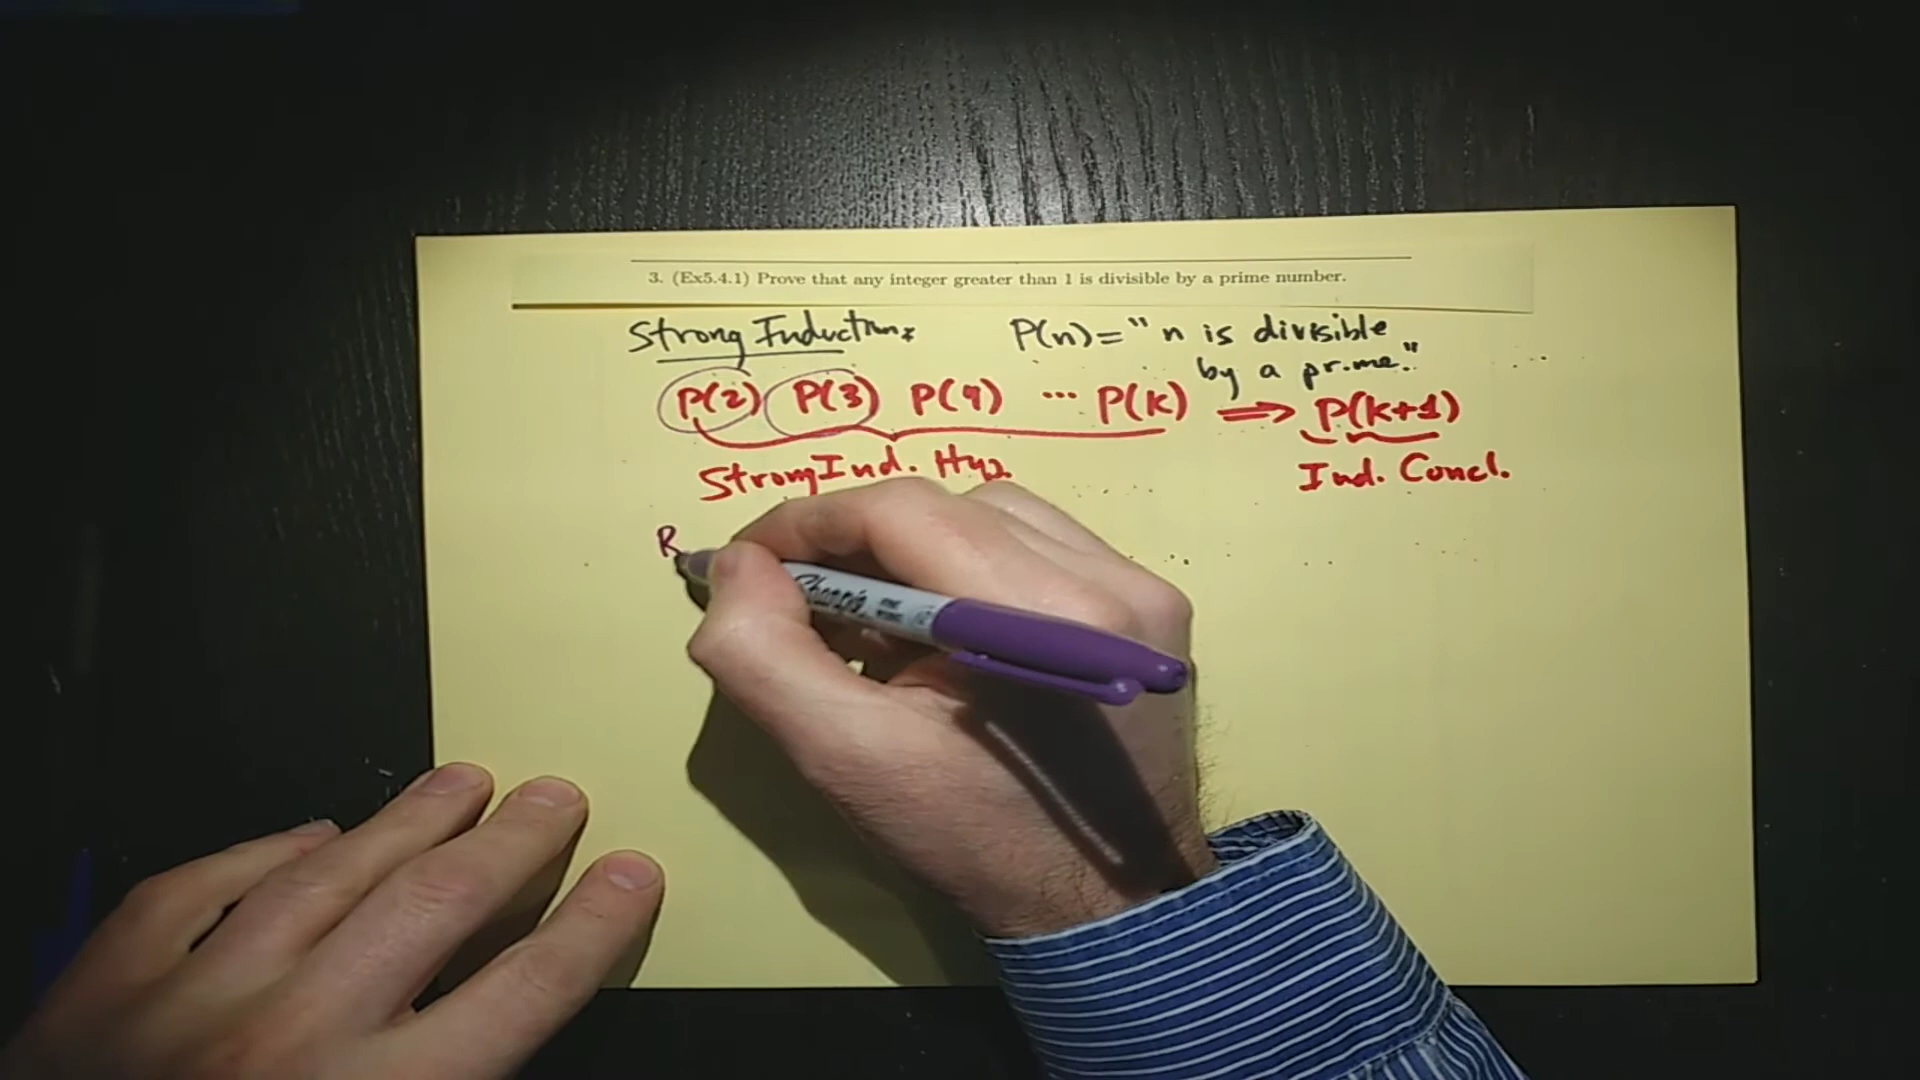 3. (Ex5.4.1) Prove that any integer greater than 1 is divisible by a prime number.
Strong Induction: P(n)=" n is divisible
by a prime."
P(2) P(3) P(4) ... P(k) ⟹ P(k+1)
Strong Ind. Hyp. Ind. Concl.
R
Sharpie